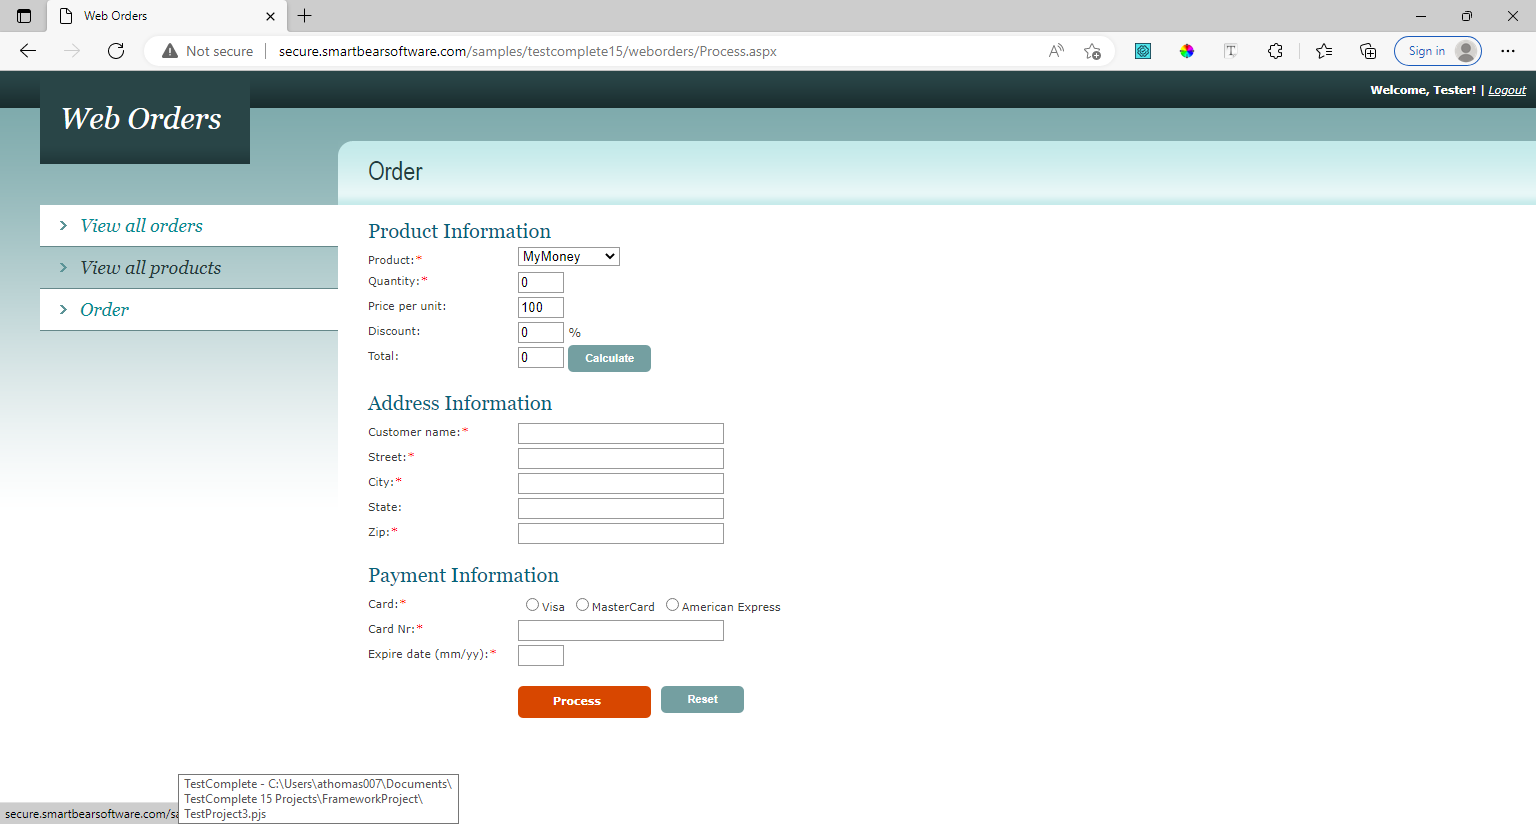 Web Orders
Not secure
secure.smartbearsoftware.com/samples/testcomplete15/weborders/Process.aspx
Sign in
Welcome, Tester! | Logout
Web Orders
Order
View all orders
View all products
Order
Product Information
Product:* MyMoney
Quantity:* 0
Price per unit: 100
Discount: 0 %
Total: 0 Calculate
Address Information
Customer name:*
Street:*
City:*
State:
Zip:*
Payment Information
Card:* Visa MasterCard American Express
Card Nr:*
Expire date (mm/yy):*
Process Reset
TestComplete - C:\Users\athomas007\Documents\
TestComplete 15 Projects\FrameworkProject\
TestProject3.pjs
secure.smartbearsoftware.com/sa